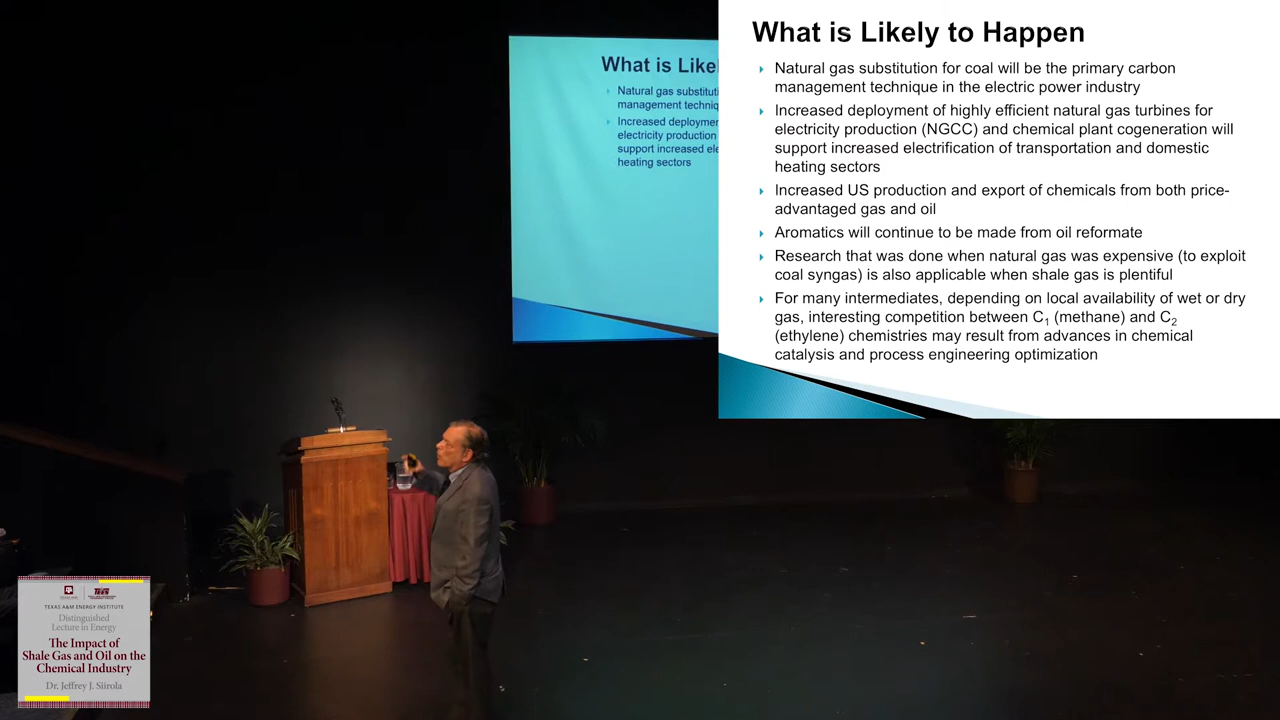 What is Likely to Happen
Natural gas substitution for coal will be the primary carbon
management technique in the electric power industry
Increased deployment of highly efficient natural gas turbines for
electricity production (NGCC) and chemical plant cogeneration will
support increased electrification of transportation and domestic
heating sectors
Increased US production and export of chemicals from both price-
advantaged gas and oil
Aromatics will continue to be made from oil reformate
Research that was done when natural gas was expensive (to exploit
coal syngas) is also applicable when shale gas is plentiful
For many intermediates, depending on local availability of wet or dry
gas, interesting competition between C1 (methane) and C2
(ethylene) chemistries may result from advances in chemical
catalysis and process engineering optimization
What is Like
Natural gas substituti
management techniq
Increased deploymen
electricity production
support increased ele
heating sectors
TEXAS A&M ENERGY INSTITUTE
Distinguished
Lecture in Energy
The Impact of
Shale Gas and Oil on the
Chemical Industry
Dr. Jeffrey J. Siirola